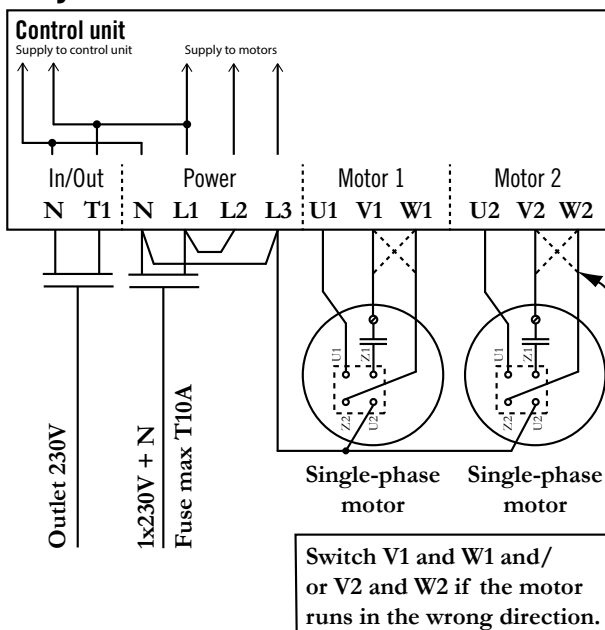 Control unit
Supply to control unit
Supply to motors
In/Out
Power
Motor 1
Motor 2
N T1 N L1 L2 L3 U1 V1 W1 U2 V2 W2
U1 Z1
Z2 U2
U1 Z1
Z2 U2
Outlet 230V
1x230V + N
Fuse max T10A
Single-phase
motor
Single-phase
motor
Switch V1 and W1 and/
or V2 and W2 if the motor
runs in the wrong direction.